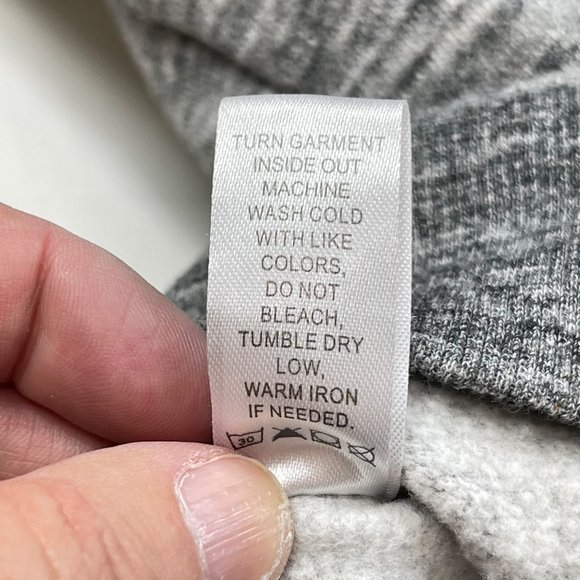 TURN GARMENT
INSIDE OUT
MACHINE
WASH COLD
WITH LIKE
COLORS,
DO NOT
BLEACH,
TUMBLE DRY
LOW,
WARM IRON
IF NEEDED.
30